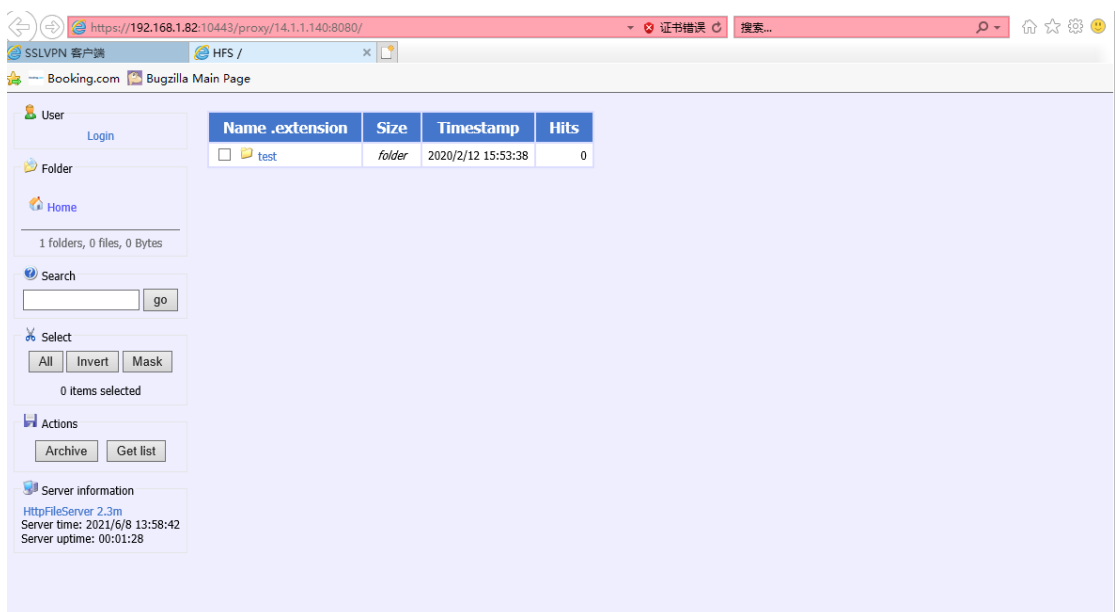 https://192.168.1.82:10443/proxy/14.1.1.140:8080/ 证书错误 搜索...
SSLVPN 客户端 HFS /
Booking.com Bugzilla Main Page
User
Login
Folder
Home
1 folders, 0 files, 0 Bytes
Search
go
Select
All Invert Mask
0 items selected
Actions
Archive Get list
Server information
HttpFileServer 2.3m
Server time: 2021/6/8 13:58:42
Server uptime: 00:01:28
Name .extension Size Timestamp Hits
test folder 2020/2/12 15:53:38 0